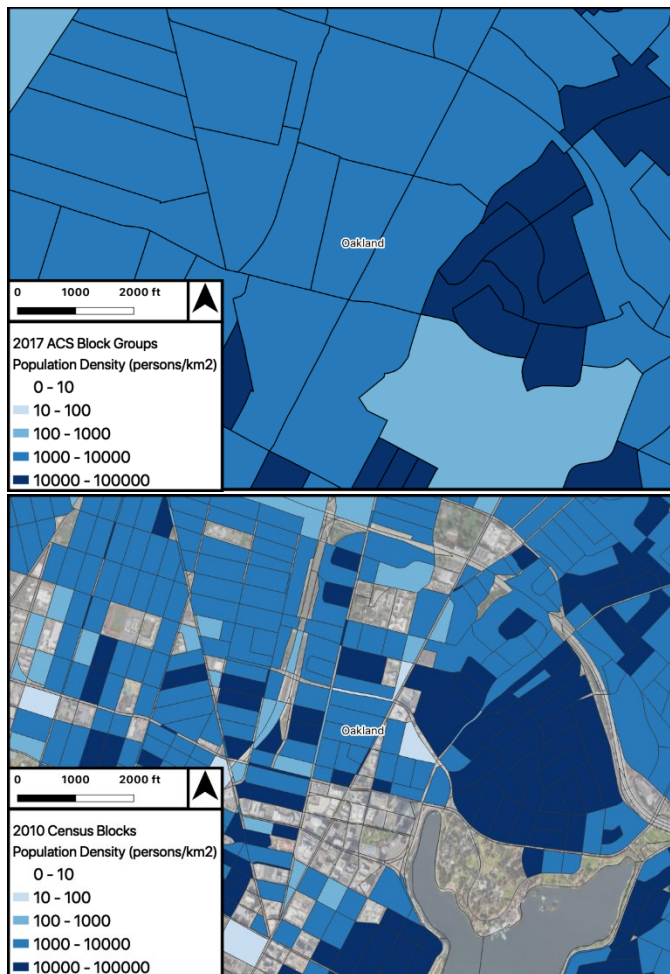 Oakland
0 1000 2000 ft
2017 ACS Block Groups
Population Density (persons/km2)
0 - 10
10 - 100
100 - 1000
1000 - 10000
10000 - 100000
Oakland
0 1000 2000 ft
2010 Census Blocks
Population Density (persons/km2)
0 - 10
10 - 100
100 - 1000
1000 - 10000
10000 - 100000